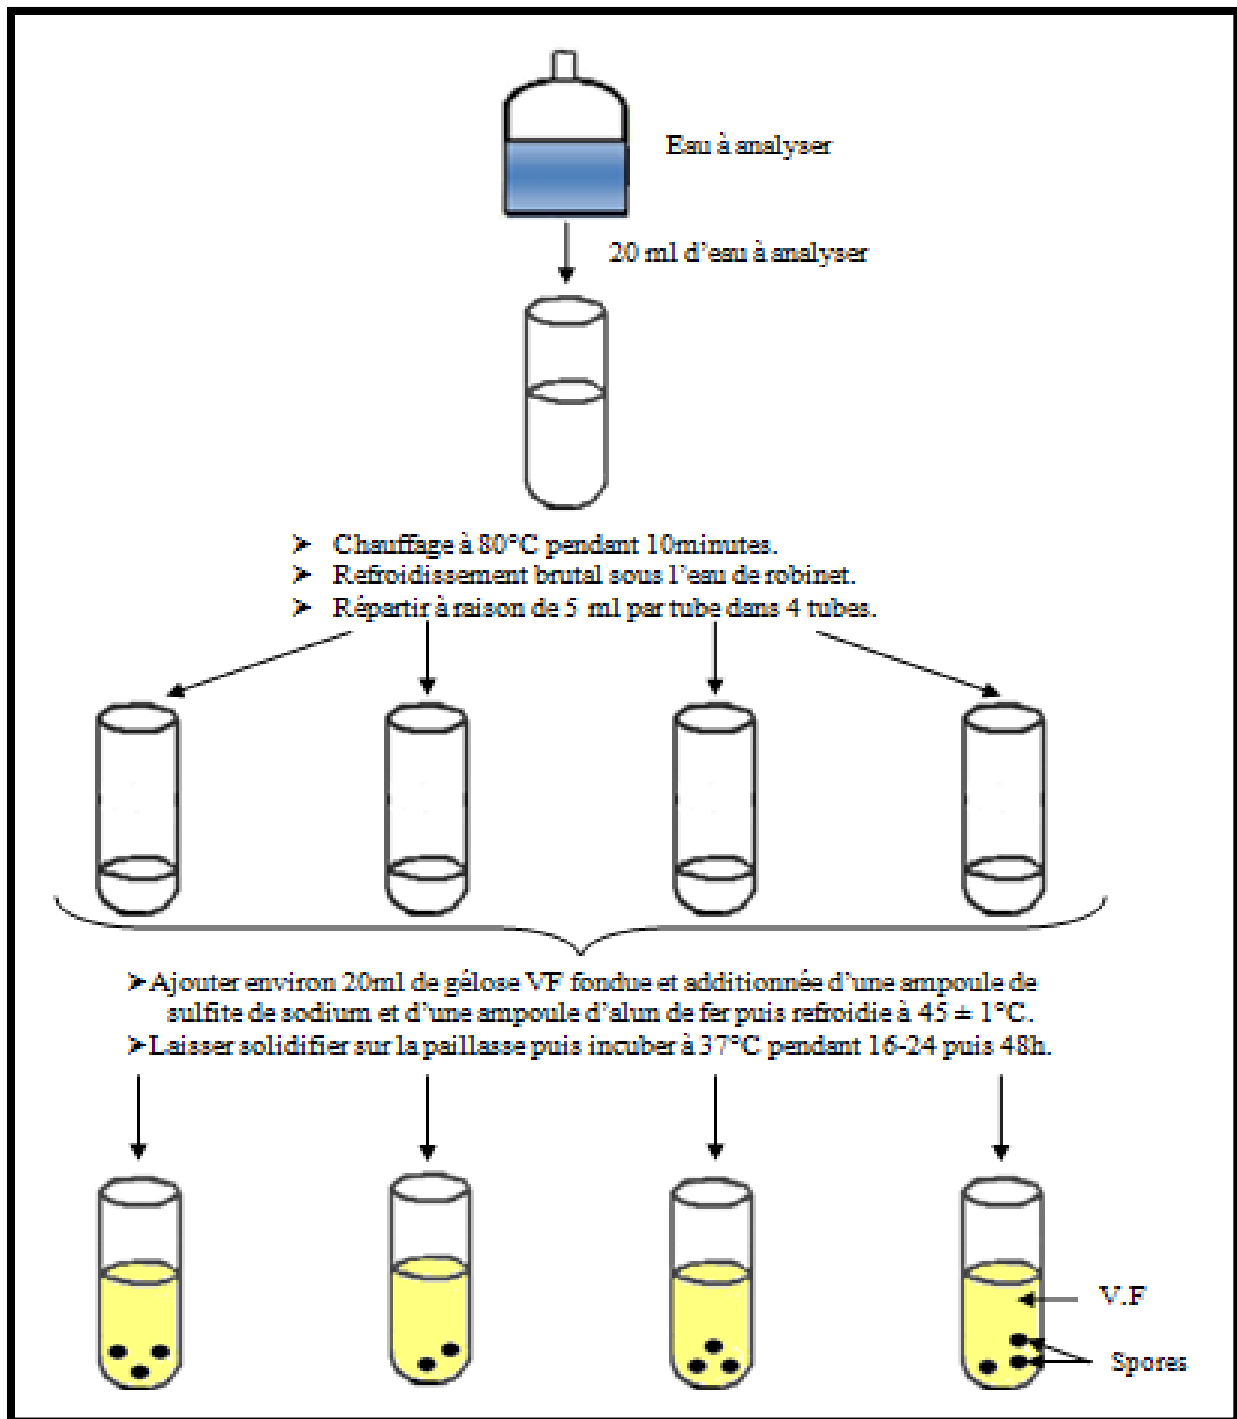 Eau à analyser
20 ml d’eau à analyser
➤ Chauffage à 80°C pendant 10minutes.
➤ Refroidissement brutal sous l’eau de robinet.
➤ Répartir à raison de 5 ml par tube dans 4 tubes.
➤Ajouter environ 20ml de gélose VF fondue et additionnée d’une ampoule de
sulfite de sodium et d’une ampoule d’alun de fer puis refroidie à 45 ± 1°C.
➤Laisser solidifier sur la paillasse puis incuber à 37°C pendant 16-24 puis 48h.
V.F
Spores